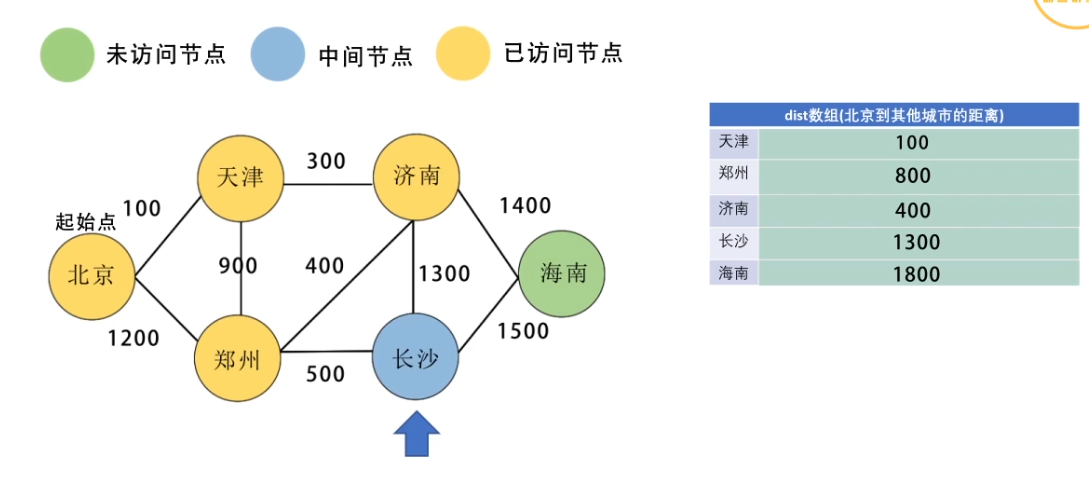 未访问节点 中间节点 已访问节点
dist数组(北京到其他城市的距离)
天津 100
郑州 800
济南 400
长沙 1300
海南 1800
天津 300 济南
100 1400
起始点
北京 900 400 1300 海南
1200 1500
郑州 500 长沙